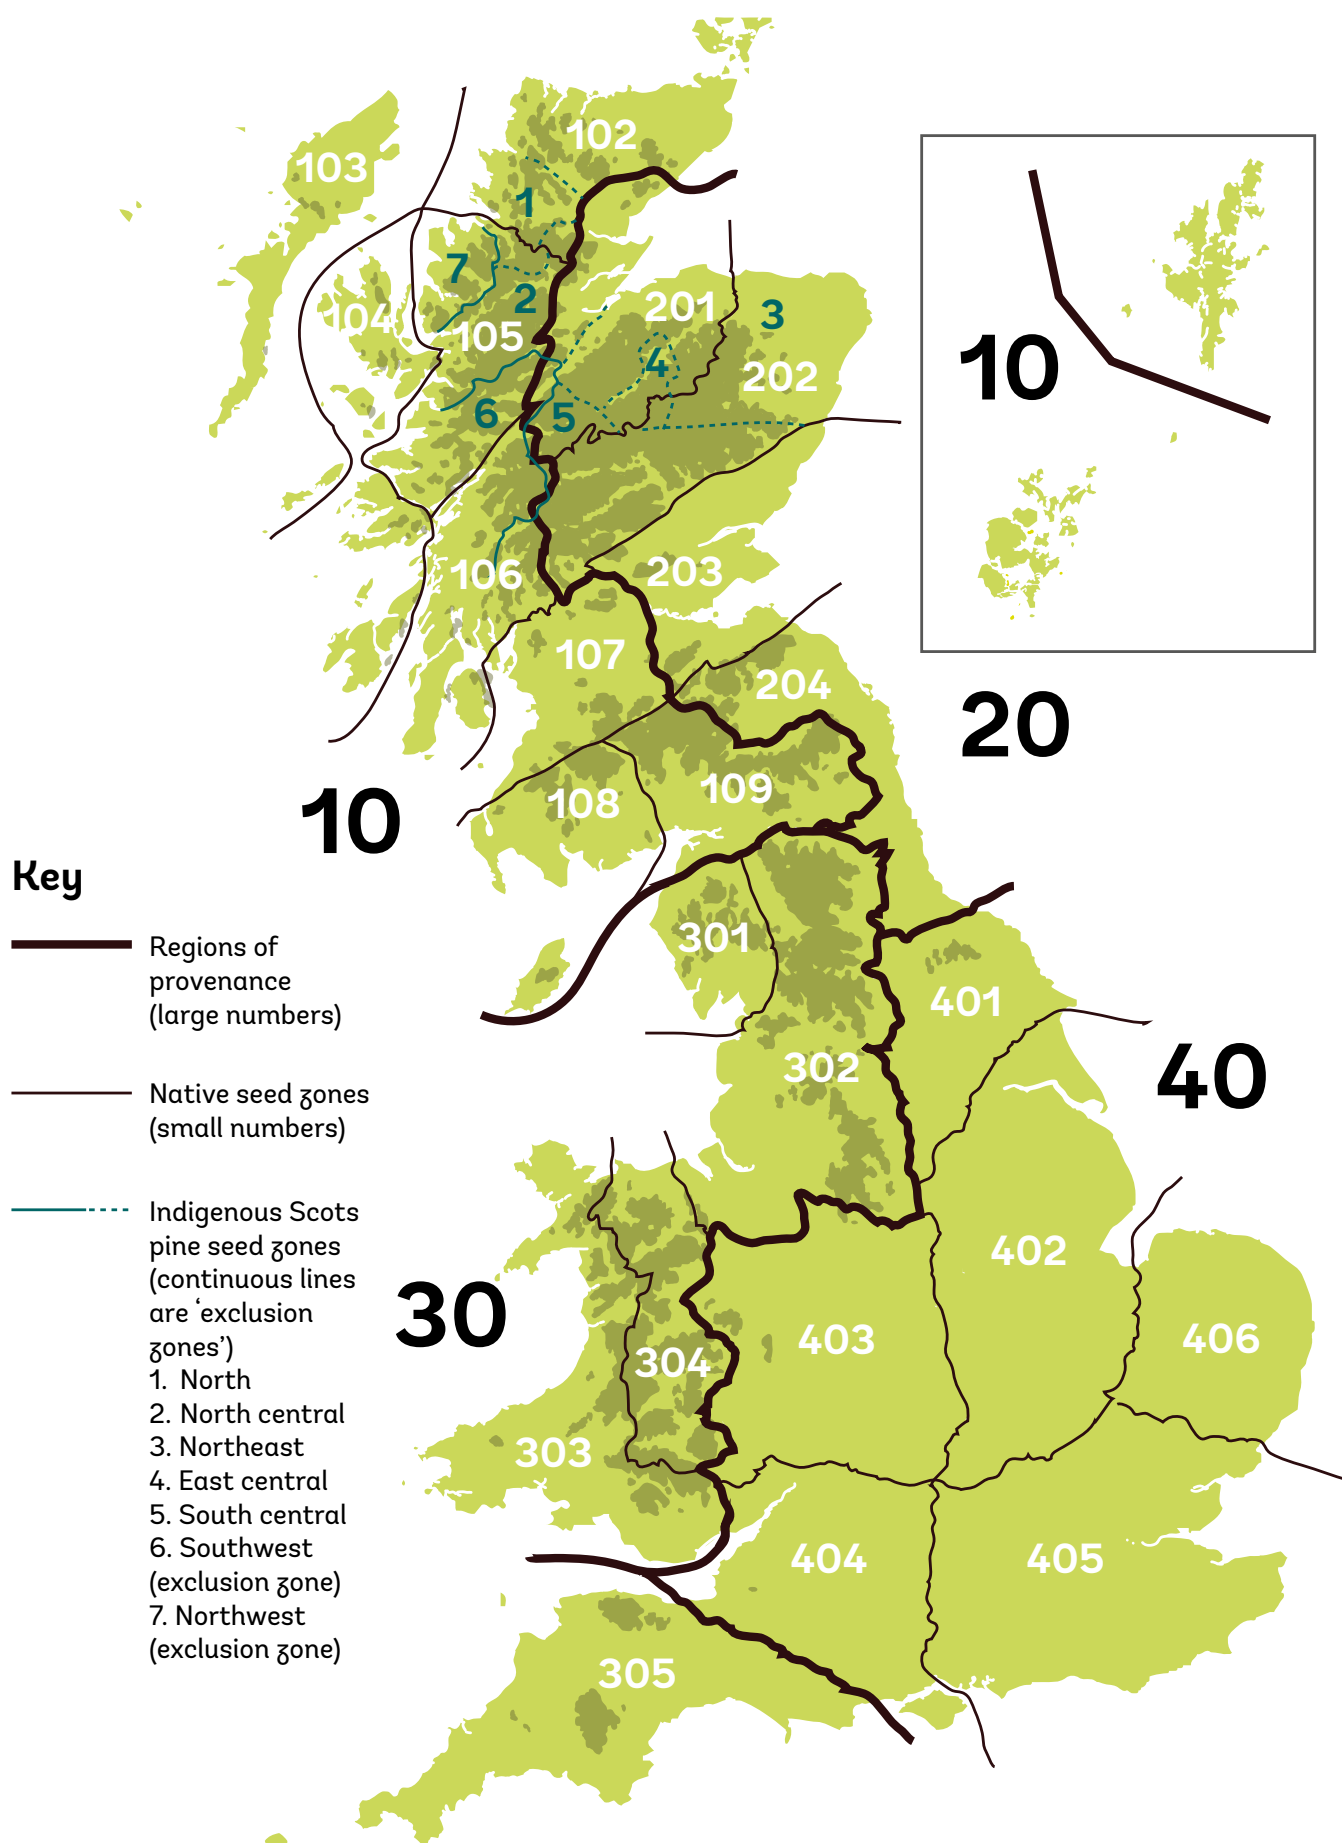 102
103
1
7
2
201
3
104
105
4
202
6
5
10
106
203
107
204
20
109
108
10
Key
Regions of
provenance
(large numbers)
301
401
302
40
Native seed zones
(small numbers)
Indigenous Scots
pine seed zones
(continuous lines
are ‘exclusion
zones’)
1. North
2. North central
3. Northeast
4. East central
5. South central
6. Southwest
(exclusion zone)
7. Northwest
(exclusion zone)
402
30
403
406
304
303
404
405
305